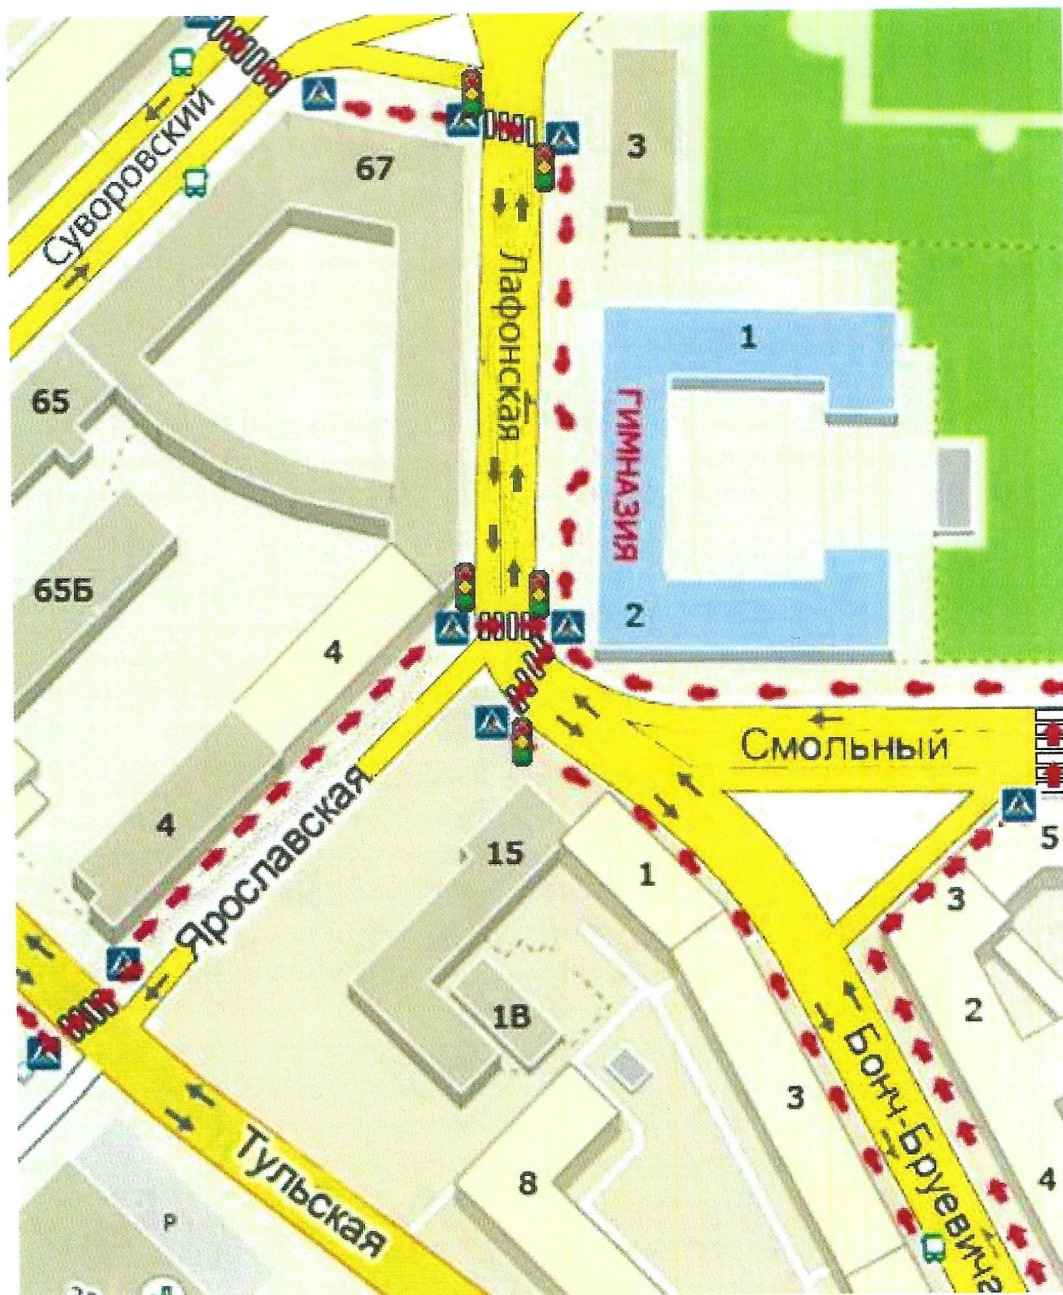 67
3
Суворовский
Лафонская
1
65
ГИМНАЗИЯ
65Б
2
4
Смольный
4
Ярославская
15
1
5
3
1В
2
Бонч-Бруевича
3
Тульская
8
4
P